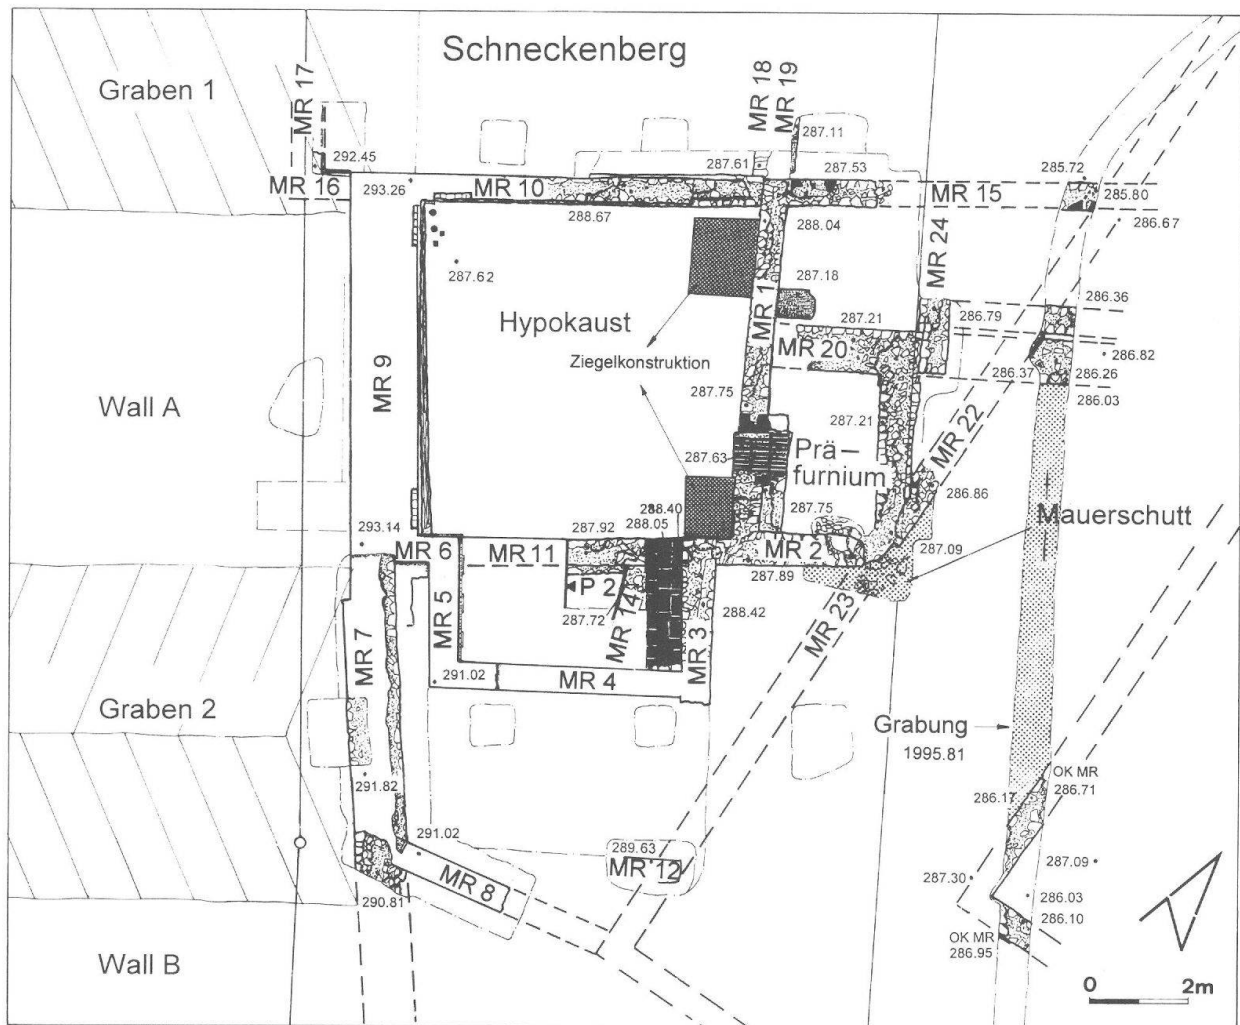 Schneckenberg
Graben 1
MR 17
MR 18
MR 19
287.11
292.45
287.61
287.53
285.72
MR 16
293.26
MR 10
MR 15
285.80
288.67
288.04
MR 24
286.67
287.62
287.18
Hypokaust
MR 1
287.21
286.79
286.36
Ziegelkonstruktion
MR 20
286.82
MR 9
286.37
286.26
287.75
286.03
Wall A
287.21
MR 22
287.63
Prä–
furnium
286.86
288.40
287.75
Mauerschutt
293.14
287.92
288.05
MR 6
MR 11
MR 2
287.09
287.89
P 2
MR 5
287.72
MR 14
288.42
MR 23
MR 7
MR 3
291.02
MR 4
Graben 2
Grabung
1995.81
OK MR
286.71
291.82
286.17
291.02
289.63
MR 12
287.09
287.30
MR 8
286.03
290.81
286.10
OK MR
286.95
Wall B
0 2m